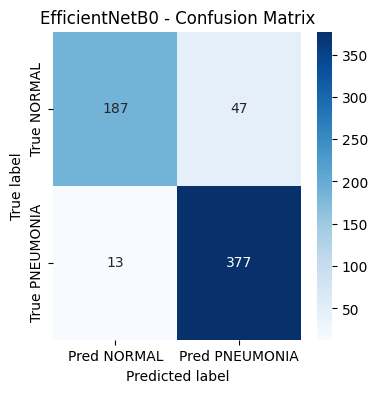 EfficientNetB0 - Confusion Matrix
True label
True NORMAL
True PNEUMONIA
187
47
13
377
Pred NORMAL
Pred PNEUMONIA
Predicted label
350
300
250
200
150
100
50